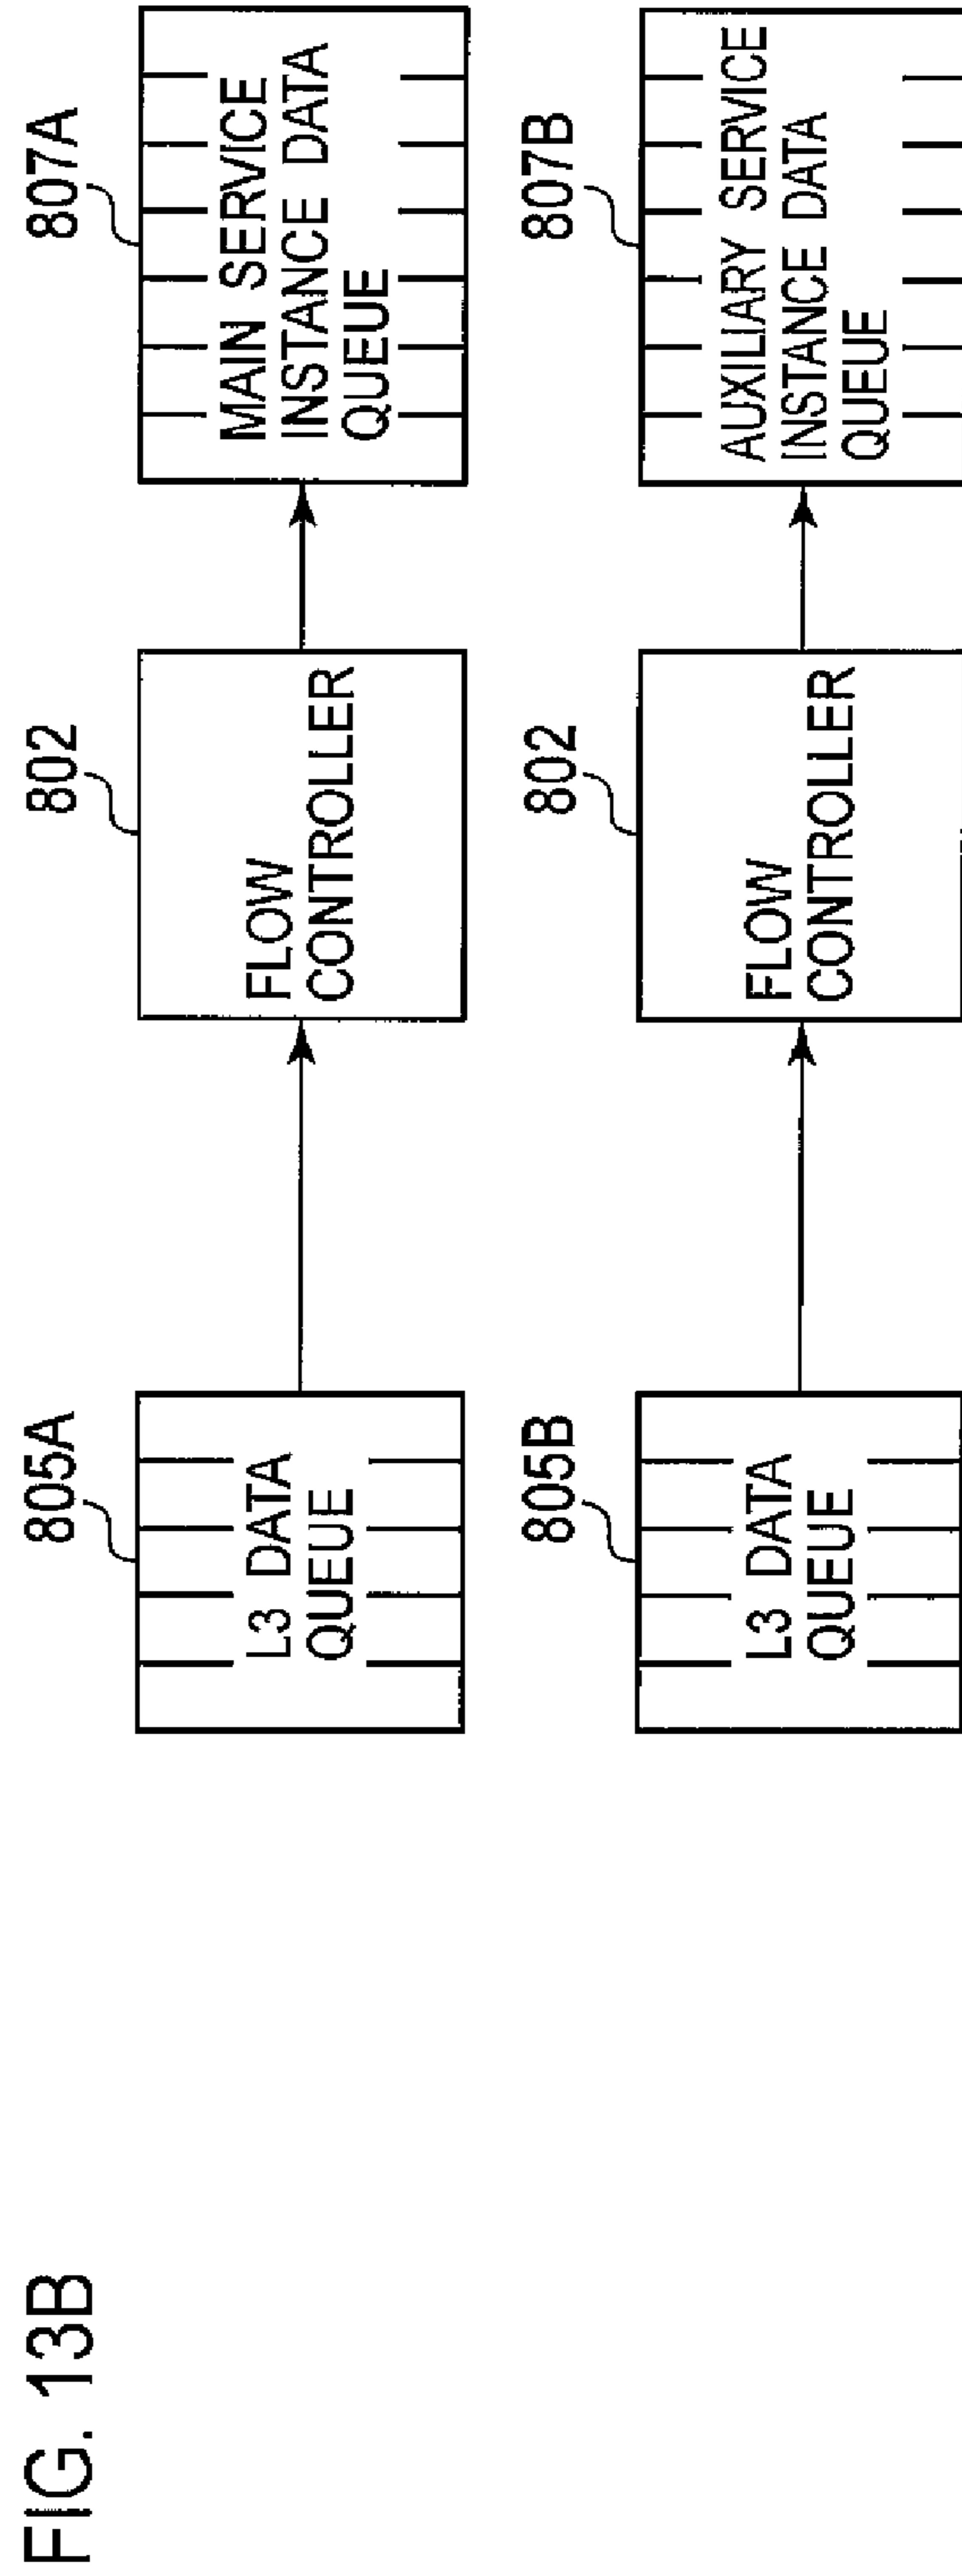 FIG. 13B
805A
L3 DATA
QUEUE
802
FLOW
CONTROLLER
807A
MAIN SERVICE
INSTANCE DATA
QUEUE
805B
L3 DATA
QUEUE
802
FLOW
CONTROLLER
807B
AUXILIARY SERVICE
INSTANCE DATA
QUEUE